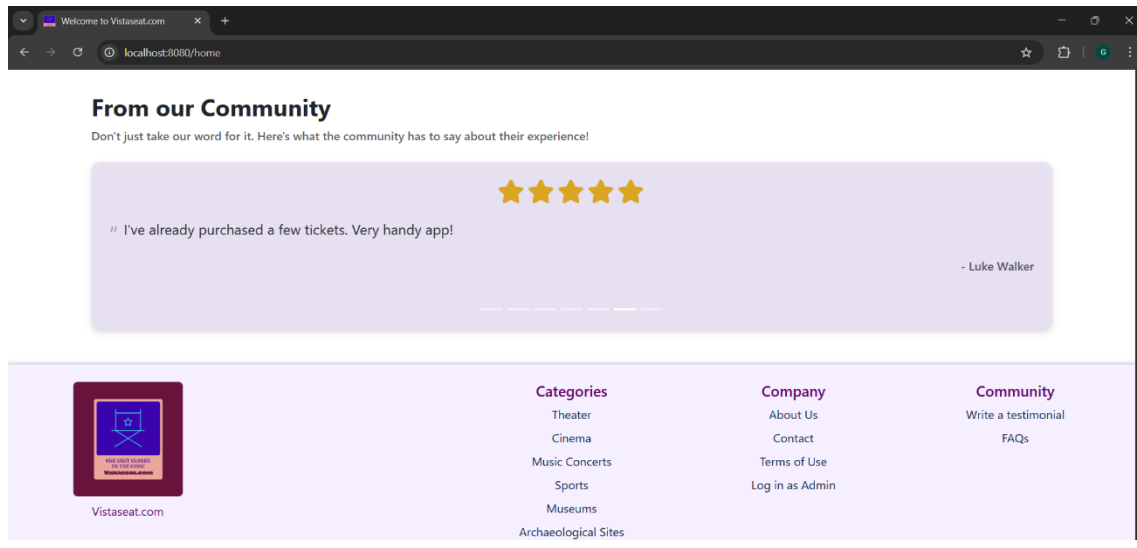 Welcome to Vistaseat.com
localhost:8080/home
G
From our Community
Don't just take our word for it. Here's what the community has to say about their experience!
" I've already purchased a few tickets. Very handy app!
- Luke Walker
Categories
Company
Community
Theater
About Us
Write a testimonial
Cinema
Contact
FAQs
Music Concerts
Terms of Use
Sports
Log in as Admin
Museums
Archaeological Sites
Vistaseat.com